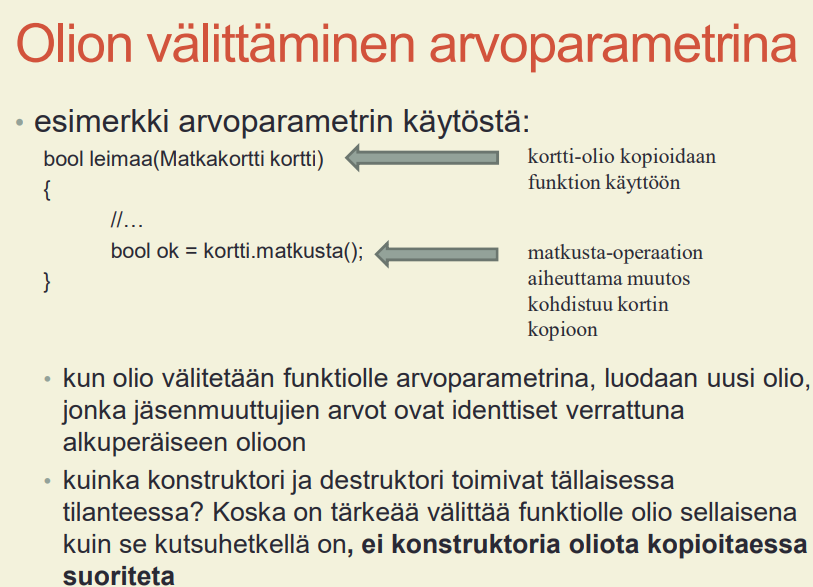 Olion välittäminen arvoparametrina
• esimerkki arvoparametrin käytöstä:
bool leimaa(Matkakortti kortti)
{
//…
bool ok = kortti.matkusta();
}
kortti-olio kopioidaan
funktion käyttöön
matkusta-operaation
aiheuttama muutos
kohdistuu kortin
kopioon
• kun olio välitetään funktiolle arvoparametrina, luodaan uusi olio,
jonka jäsenmuuttujien arvot ovat identtiset verrattuna
alkuperäiseen olioon
• kuinka konstruktori ja destruktori toimivat tällaisessa
tilanteessa? Koska on tärkeää välittää funktiolle olio sellaisena
kuin se kutsuhetkellä on, ei konstruktoria oliota kopioitaessa
suoriteta